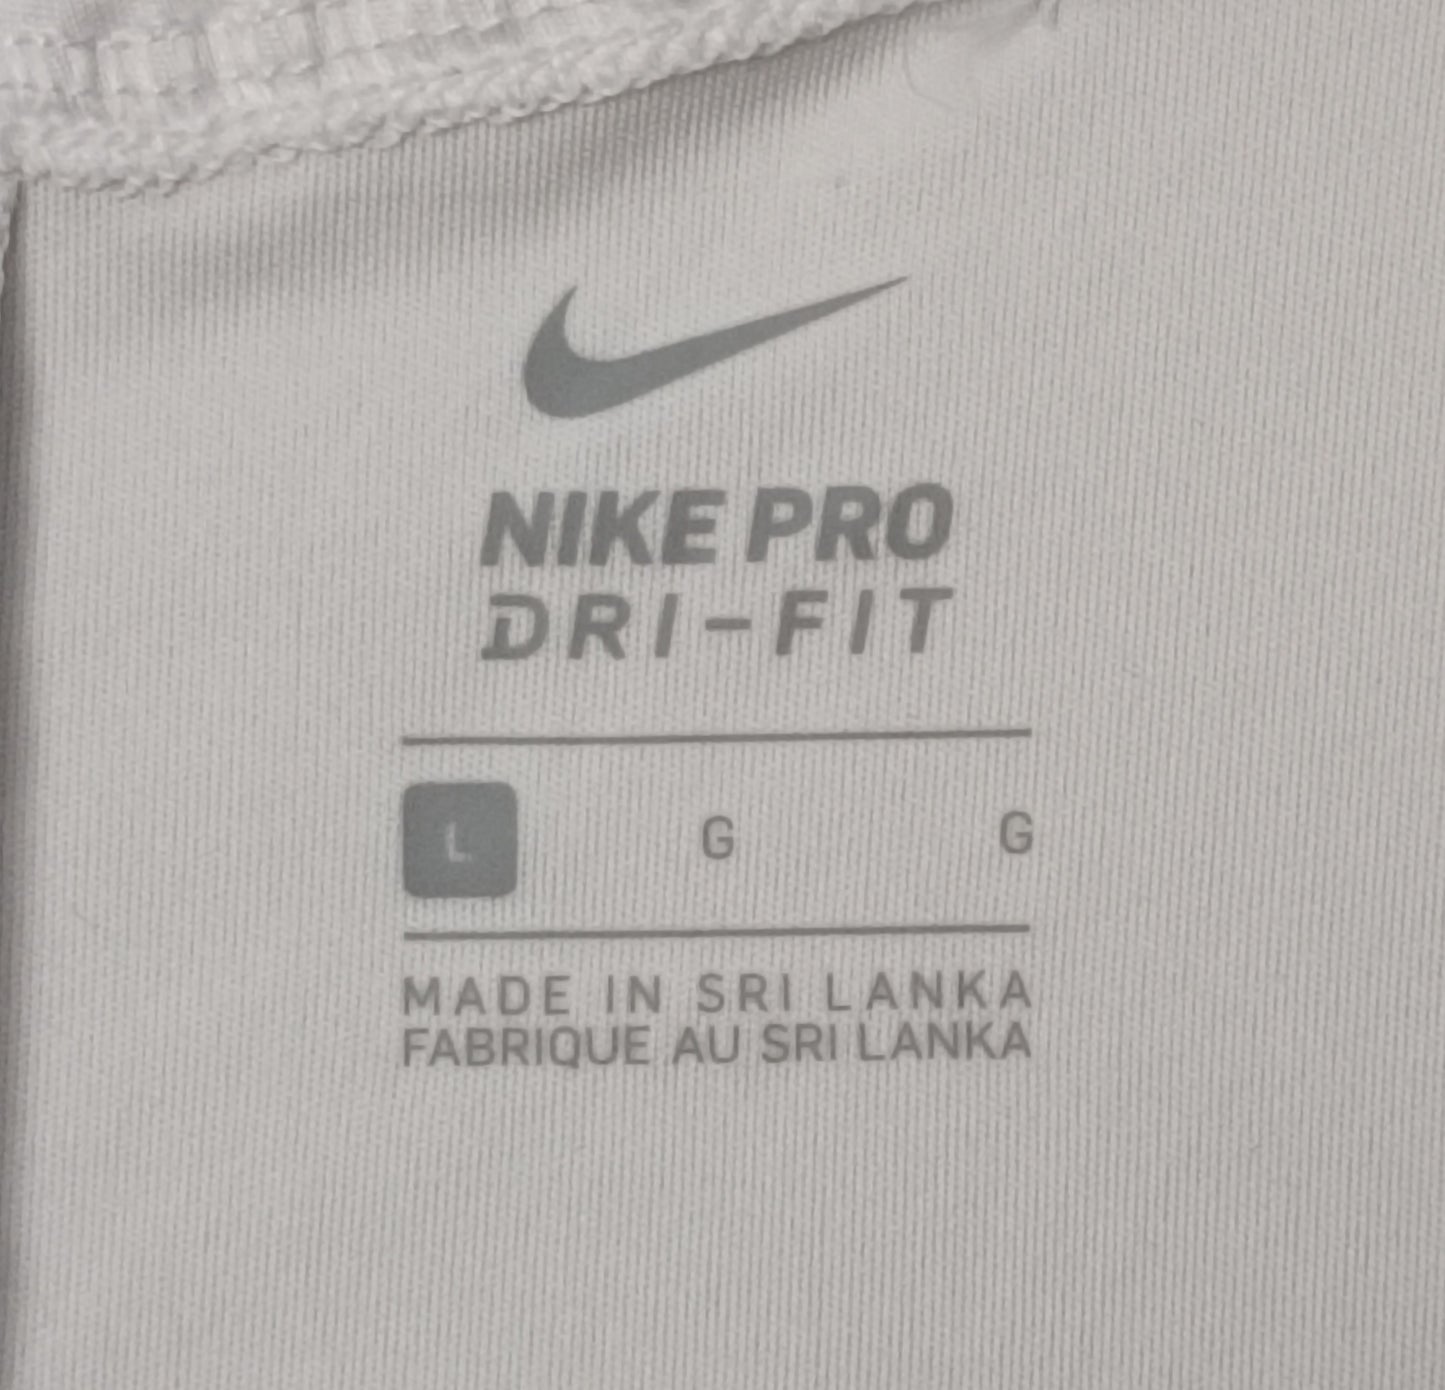 NIKE PRO
DRI-FIT
L G G
MADE IN SRI LANKA
FABRIQUE AU SRI LANKA